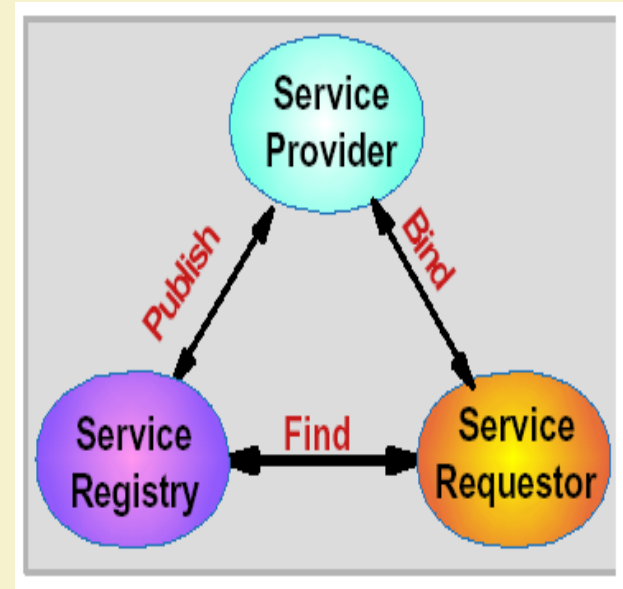 Service
Provider
Publish
Bind
Service
Registry
Find
Service
Requestor